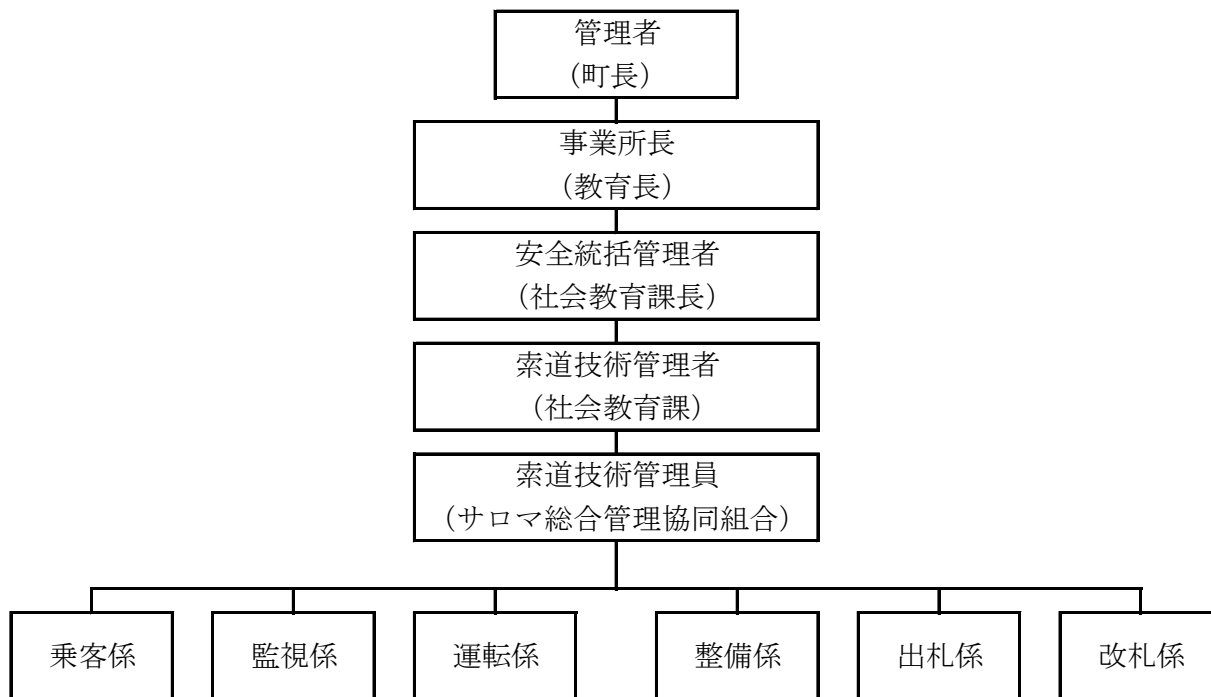 管理者
(町長)
事業所長
(教育長)
安全統括管理者
(社会教育課長)
索道技術管理者
(社会教育課)
索道技術管理員
(サロマ総合管理協同組合)
乗客係
監視係
運転係
整備係
出札係
改札係